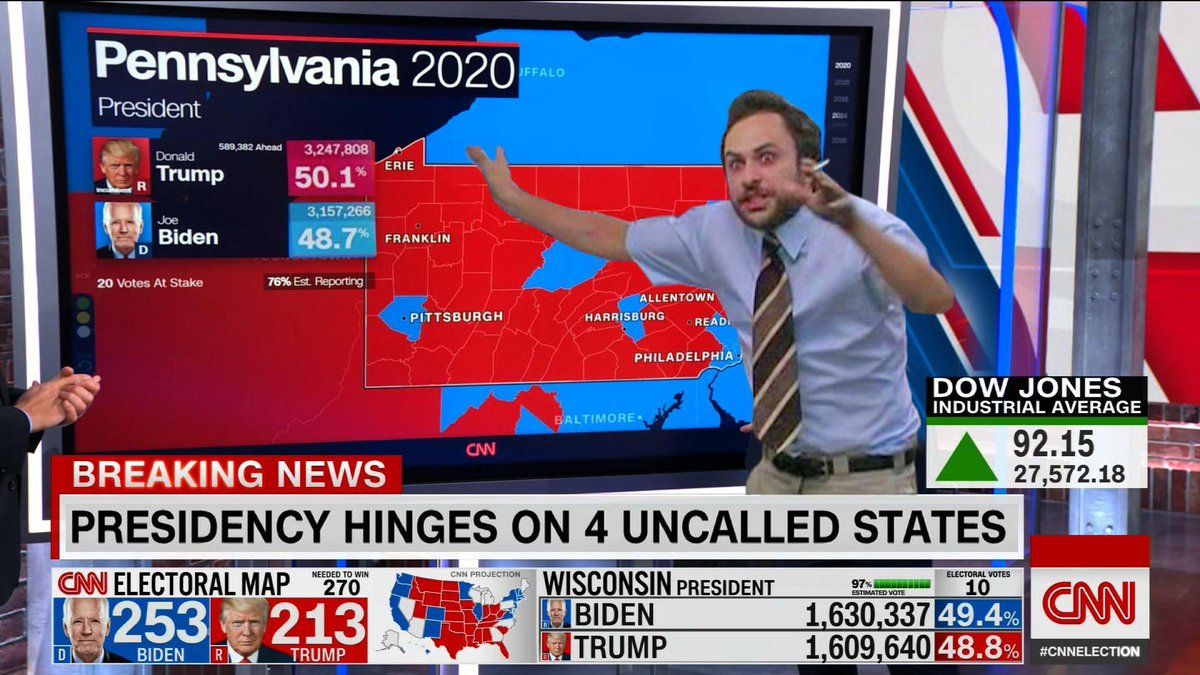 Pennsylvania 2020
UFFALO
President
589,382 Ahead
3,247,808
Donald
Trump
50.1%
Incumbent
R
3,157,266
Joe
Biden
48.7%
D
20 Votes At Stake
76% Est. Reporting
ERIE
FRANKLIN
PITTSBURGH
ALLENTOWN
HARRISBURG
READI
PHILADELPHIA
BALTIMORE
CNN
2020
2016
DOW JONES
INDUSTRIAL AVERAGE
92.15
27,572.18
BREAKING NEWS
PRESIDENCY HINGES ON 4 UNCALLED STATES
CNN ELECTORAL MAP
NEEDED TO WIN
270
D
253
BIDEN
R
213
TRUMP
CNN PROJECTION
WISCONSIN PRESIDENT
97%
ESTIMATED VOTE
ELECTORAL VOTES
10
D BIDEN 1,630,337 49.4%
R TRUMP 1,609,640 48.8%
CNN
#CNNELECTION